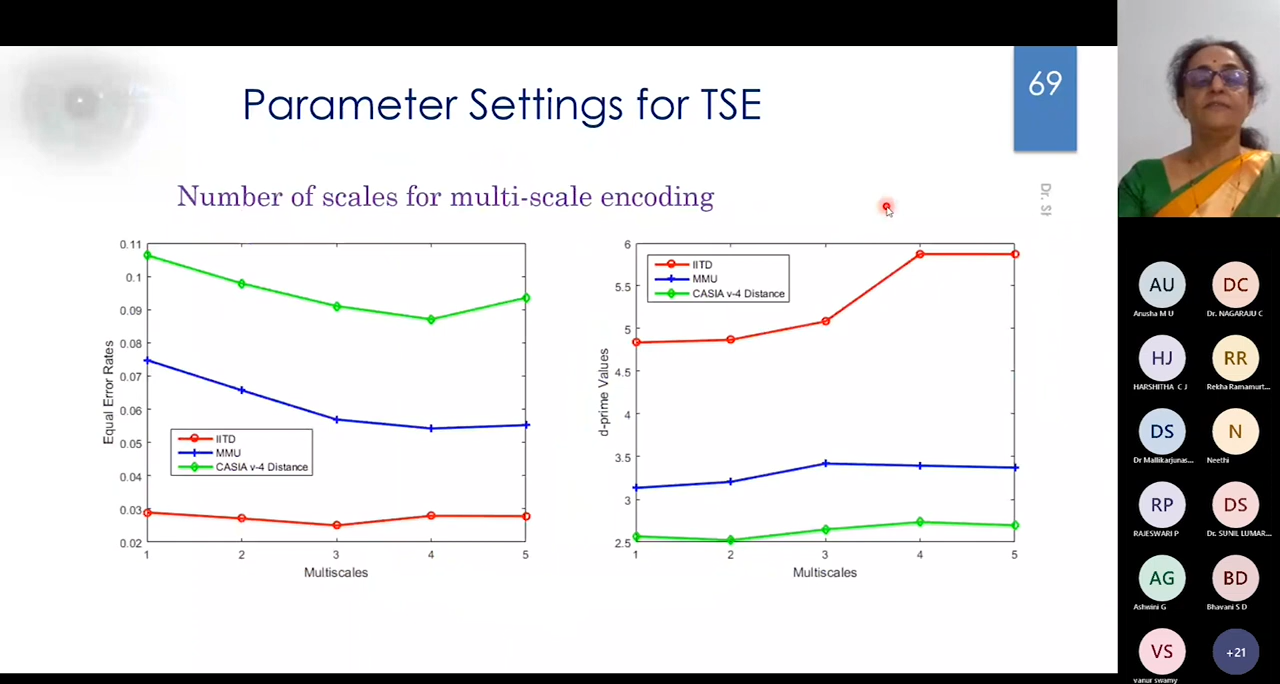 Parameter Settings for TSE
69
Number of scales for multi-scale encoding
Dr. Sh
0.11
0.1
0.09
0.08
0.07
0.06
0.05
0.04
0.03
0.02
Equal Error Rates
IITD
MMU
CASIA v-4 Distance
1 2 3 4 5
Multiscales
6
5.5
5
4.5
4
3.5
3
2.5
d-prime Values
IITD
MMU
CASIA v-4 Distance
1 2 3 4 5
Multiscales
AU DC
Anusha M U Dr. NAGARAJU C
HJ RR
HARSHITHA C J Rekha Ramamurt...
DS N
Dr Mallikarjunas... Neethi
RP DS
RAJESWARI P Dr. SUNIL LUMAR...
AG BD
Ashwini G Bhavani S D
VS +21
vanur swamy